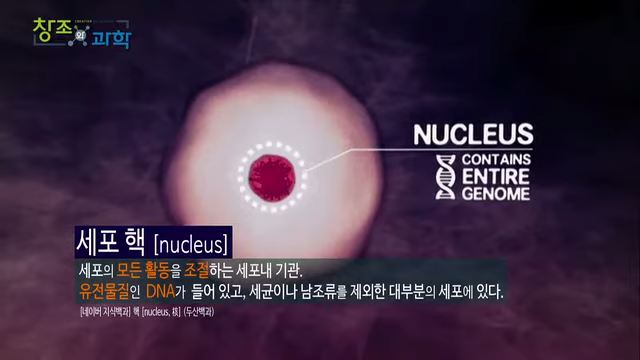 창조와 과학
NUCLEUS
CONTAINS
ENTIRE
GENOME
세포 핵 [nucleus]
세포의 모든 활동을 조절하는 세포내 기관.
유전물질인 DNA가 들어 있고, 세균이나 남조류를 제외한 대부분의 세포에 있다.
[네이버 지식백과] 핵 [nucleus, 核] (두산백과)